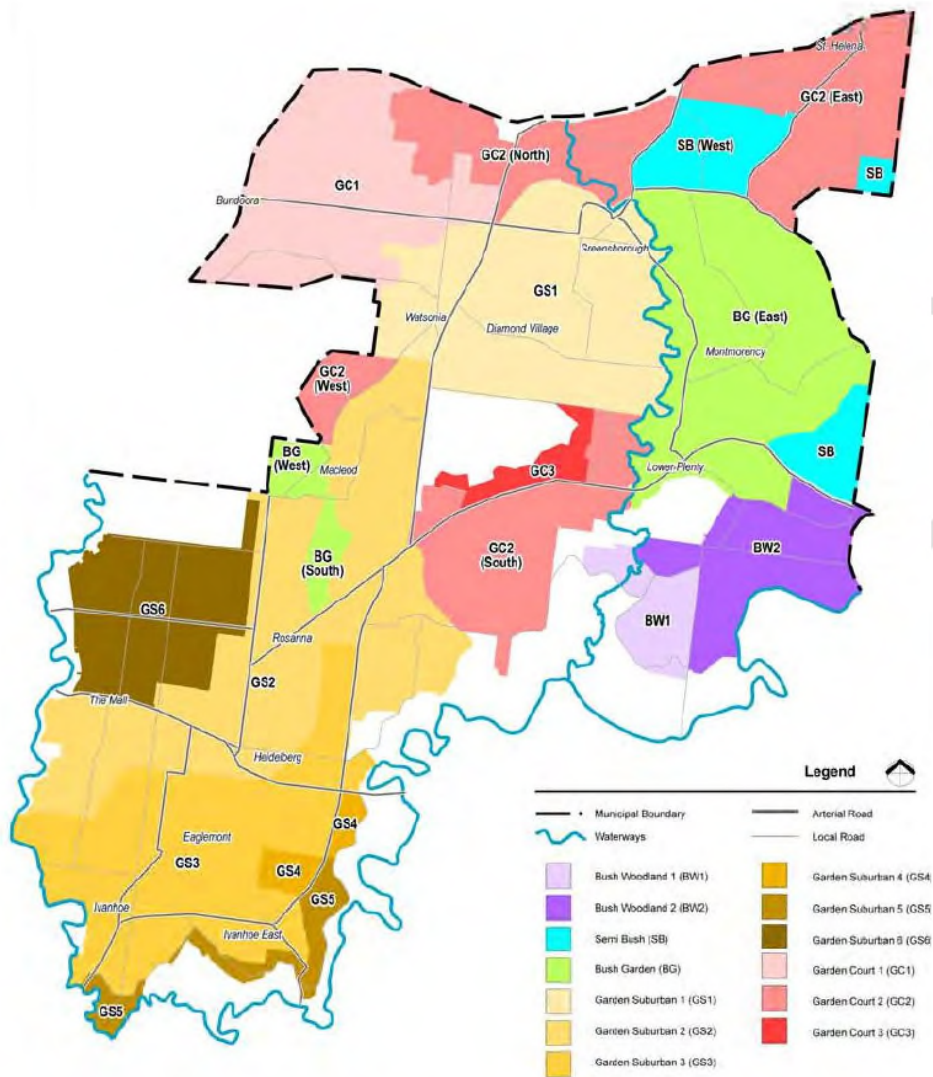 St. Helena
GC2 (East)
SB (West)
GC2 (North)
SB
GC1
Bundoora
Greensborough
GS1
BG (East)
Watsonia
Diamond Village
Montmorency
GC2
(West)
BG
(West)
Macleod
GC3
Lower Plenty
SB
BG
(South)
GC2
(South)
BW2
GS6
BW1
Rosanna
GS2
The Mall
Heidelberg
GS4
Eaglemont
GS3
GS4
GS5
Ivanhoe
Ivanhoe East
GS5
Legend
Municipal Boundary
Arterial Road
Waterways
Local Road
Bush Woodland 1 (BW1)
Garden Suburban 4 (GS4)
Bush Woodland 2 (BW2)
Garden Suburban 5 (GS5)
Semi Bush (SB)
Garden Suburban 6 (GS6)
Bush Garden (BG)
Garden Court 1 (GC1)
Garden Suburban 1 (GS1)
Garden Court 2 (GC2)
Garden Suburban 2 (GS2)
Garden Court 3 (GC3)
Garden Suburban 3 (GS3)